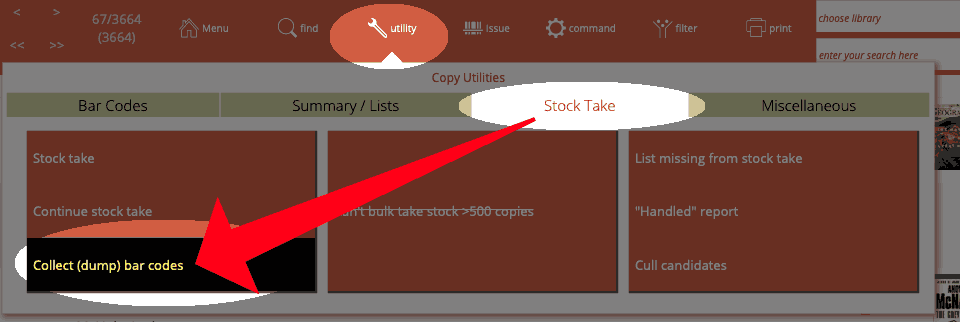 < >
67/3664
(3664)
<< >>
Menu
find
utility
Issue
command
filter
print
choose library
enter your search here
Copy Utilities
Bar Codes
Summary / Lists
Stock Take
Miscellaneous
Stock take
Continue stock take
Collect (dump) bar codes
bulk take stock >500 copies
List missing from stock take
"Handled" report
Cull candidates